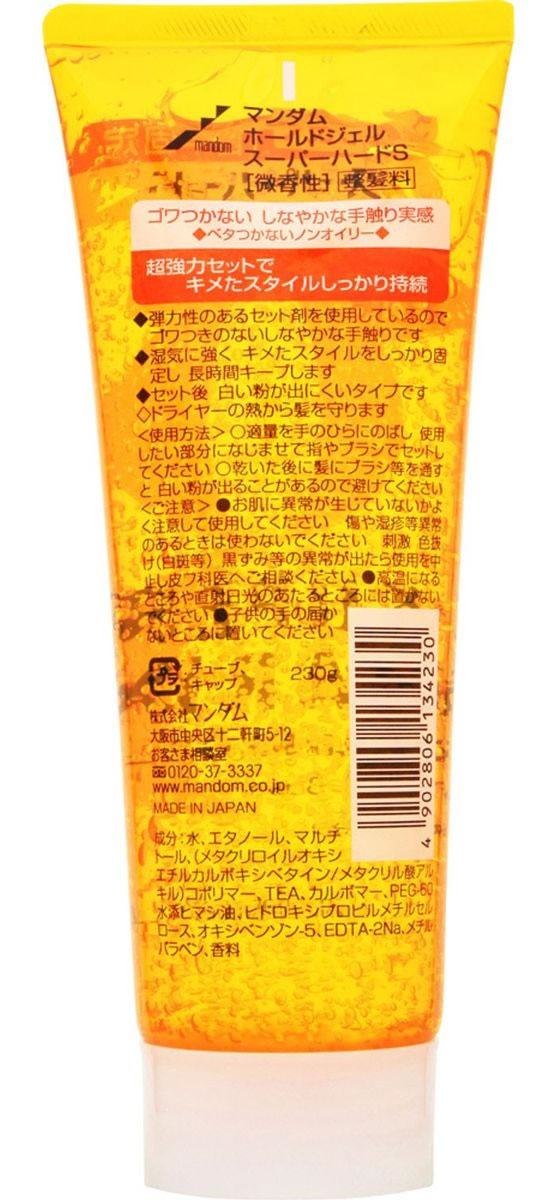 mandom
マンダム
ホールドジェル
スーパーハードS
[微香性] 整髪料
ゴワつかない しなやかな手触り実感
◆ベタつかないノンオイリー◆
超強力セットで
キメたスタイルしっかり持続
◆弾力性のあるセット剤を使用しているので
ゴワつきのないしなやかな手触りです
◆湿気に強く キメたスタイルをしっかり固
定し 長時間キープします
◆セット後 白い粉が出にくいタイプです
◇ドライヤーの熱から髪を守ります
<使用方法>○適量を手のひらにのばし 使用
したい部分になじませて指やブラシでセットし
てください ○乾いた後に髪にブラシ等を通す
と 白い粉が出ることがあるので避けてください
<ご注意>●お肌に異常が生じていないかよ
く注意して使用してください 傷や湿疹等異常
のあるときは使わないでください 刺激 色抜
け(白斑等) 黒ずみ等の異常が出たら使用を中
止し皮フ科医へご相談ください ●高温になる
ところや直射日光のあたるところには置かない
でください ●子供の手の届か
ないところに置いてください
プラ
チューブ
キャップ
230g
株式会社マンダム
大阪市中央区十二軒町5-12
お客さま相談室
0120-37-3337
www.mandom.co.jp
MADE IN JAPAN
4 902806 134230
成分:水、エタノール、マルチ
トール、(メタクリロイルオキシ
エチルカルボキシベタイン/メタクリル酸アル
キル)コポリマー、TEA、カルボマー、PEG-50
水添ヒマシ油、ヒドロキシプロピルメチルセル
ロース、オキシベンゾン-5、EDTA-2Na、メチル
パラベン、香料